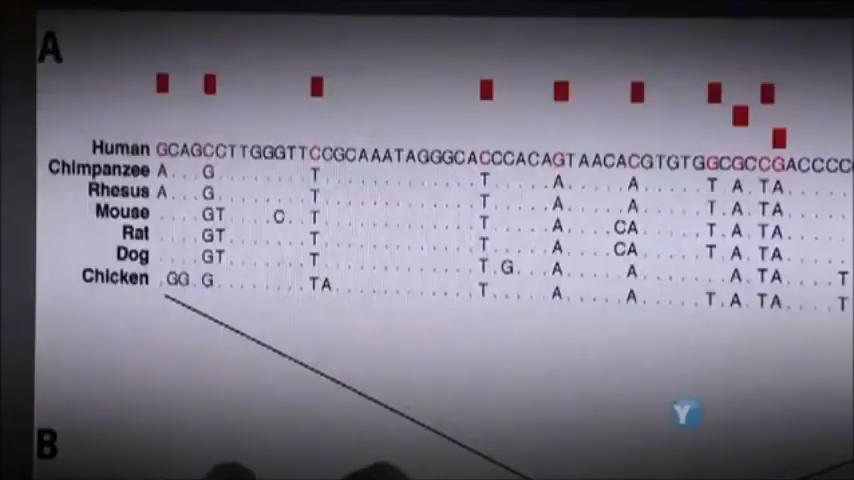 A
Human GCAGCCTTGGGTTCCGCAAATAGGGCACCCACAGTAACACGTGTGGCGCCGACCCCC
Chimpanzee A...G........T.............T.....A.....A.....T.A.TA.....
Rhesus A...G........T.............T.....A.....A.....T.A.TA.....
Mouse ....GT....C..T.............T.....A....CA.....T.A.TA.....
Rat ....GT.......T.............T.....A....CA.....T.A.TA.....
Dog ....GT.......T.............T.G...A.....A.......A.TA....T
Chicken .GG.G........TA............T.....A.....A.....T.A.TA....T
Y
B